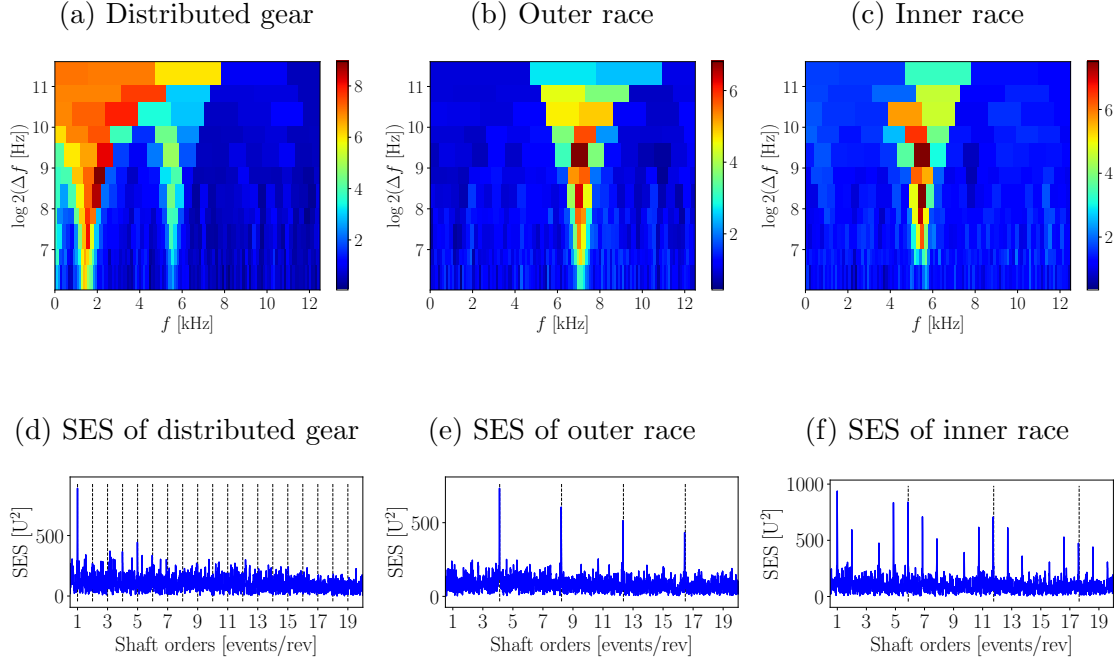 (a) Distributed gear
(b) Outer race
(c) Inner race
11
10
9
8
7
log 2(Δf [Hz])
0 2 4 6 8 10 12
f [kHz]
8
6
4
2
11
10
9
8
7
log 2(Δf [Hz])
0 2 4 6 8 10 12
f [kHz]
6
4
2
11
10
9
8
7
log 2(Δf [Hz])
0 2 4 6 8 10 12
f [kHz]
6
4
2
(d) SES of distributed gear
(e) SES of outer race
(f) SES of inner race
SES [U²]
500
0
1 3 5 7 9 11 13 15 17 19
Shaft orders [events/rev]
SES [U²]
500
0
1 3 5 7 9 11 13 15 17 19
Shaft orders [events/rev]
SES [U²]
1000
500
0
1 3 5 7 9 11 13 15 17 19
Shaft orders [events/rev]